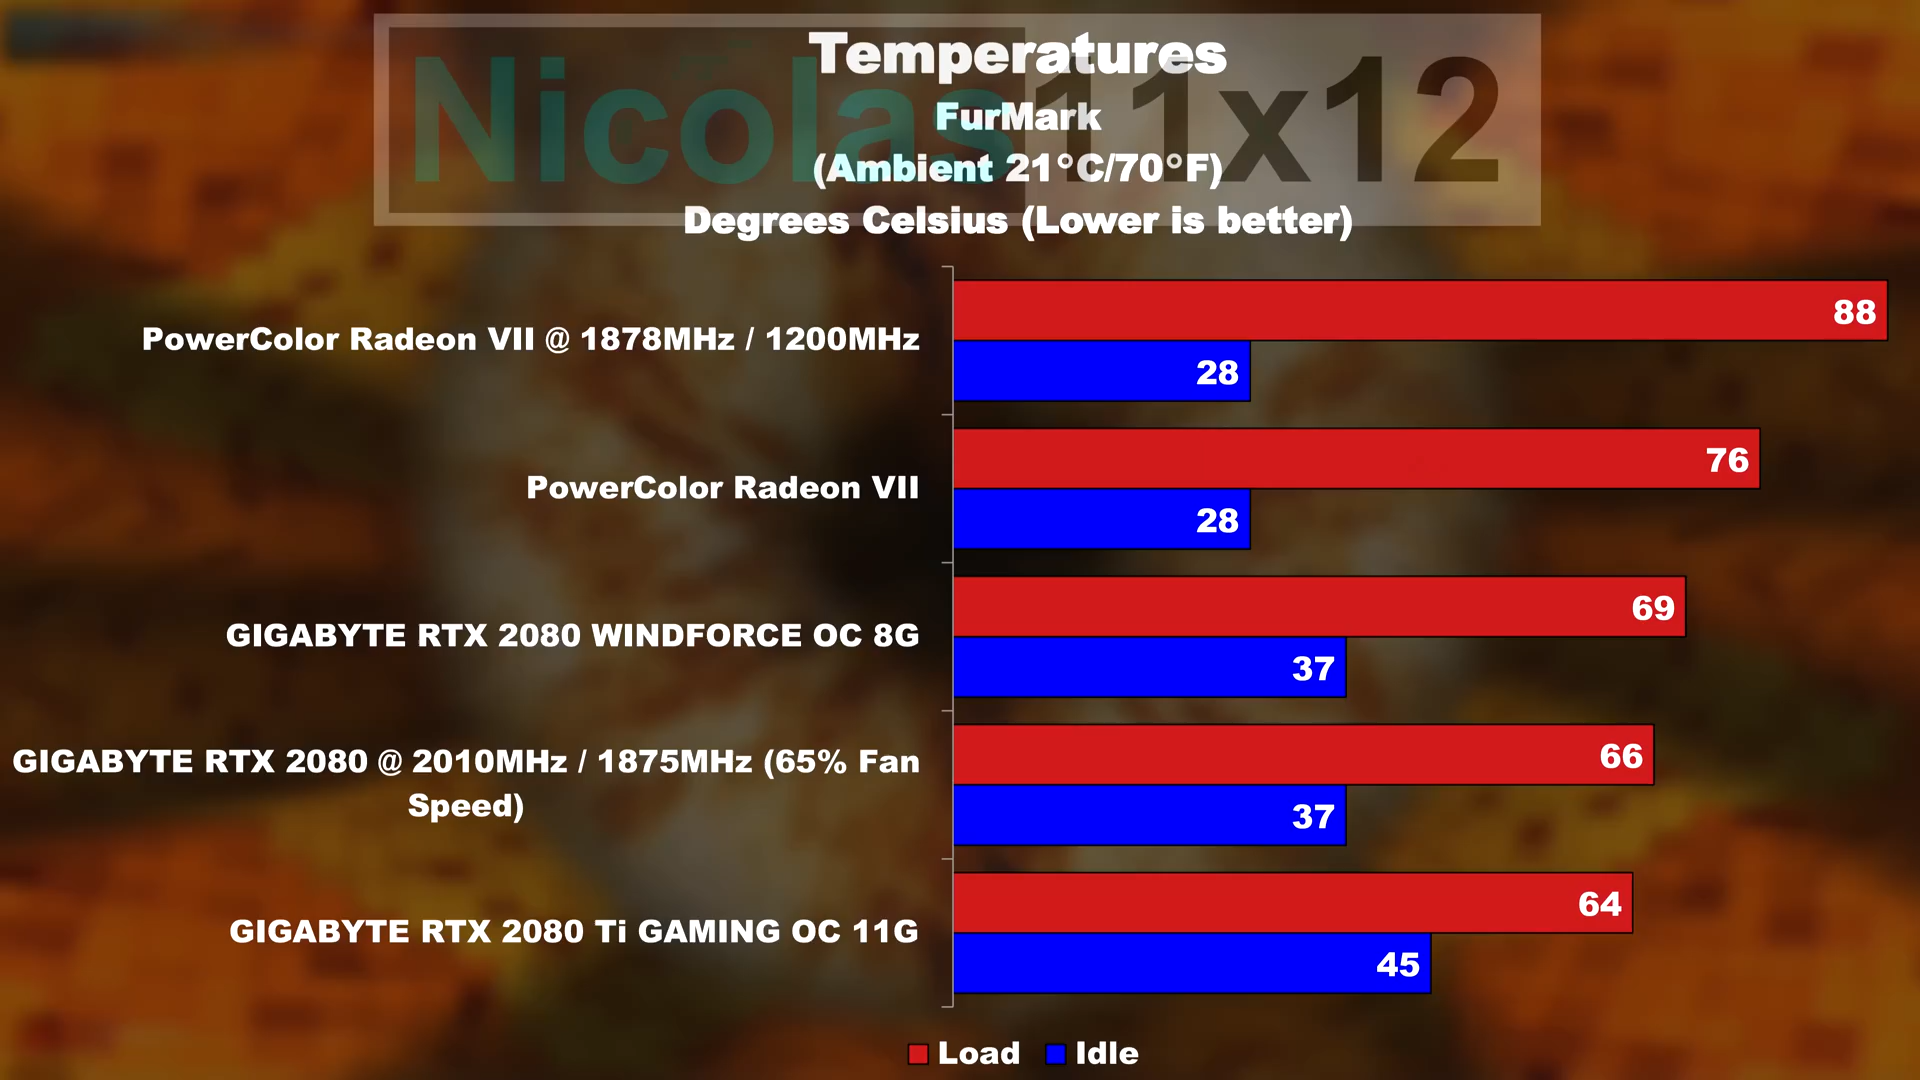 Nicolas11x12
Temperatures
FurMark
(Ambient 21°C/70°F)
Degrees Celsius (Lower is better)
PowerColor Radeon VII @ 1878MHz / 1200MHz
88
28
PowerColor Radeon VII
76
28
GIGABYTE RTX 2080 WINDFORCE OC 8G
69
37
GIGABYTE RTX 2080 @ 2010MHz / 1875MHz (65% Fan
Speed)
66
37
GIGABYTE RTX 2080 Ti GAMING OC 11G
64
45
Load
Idle